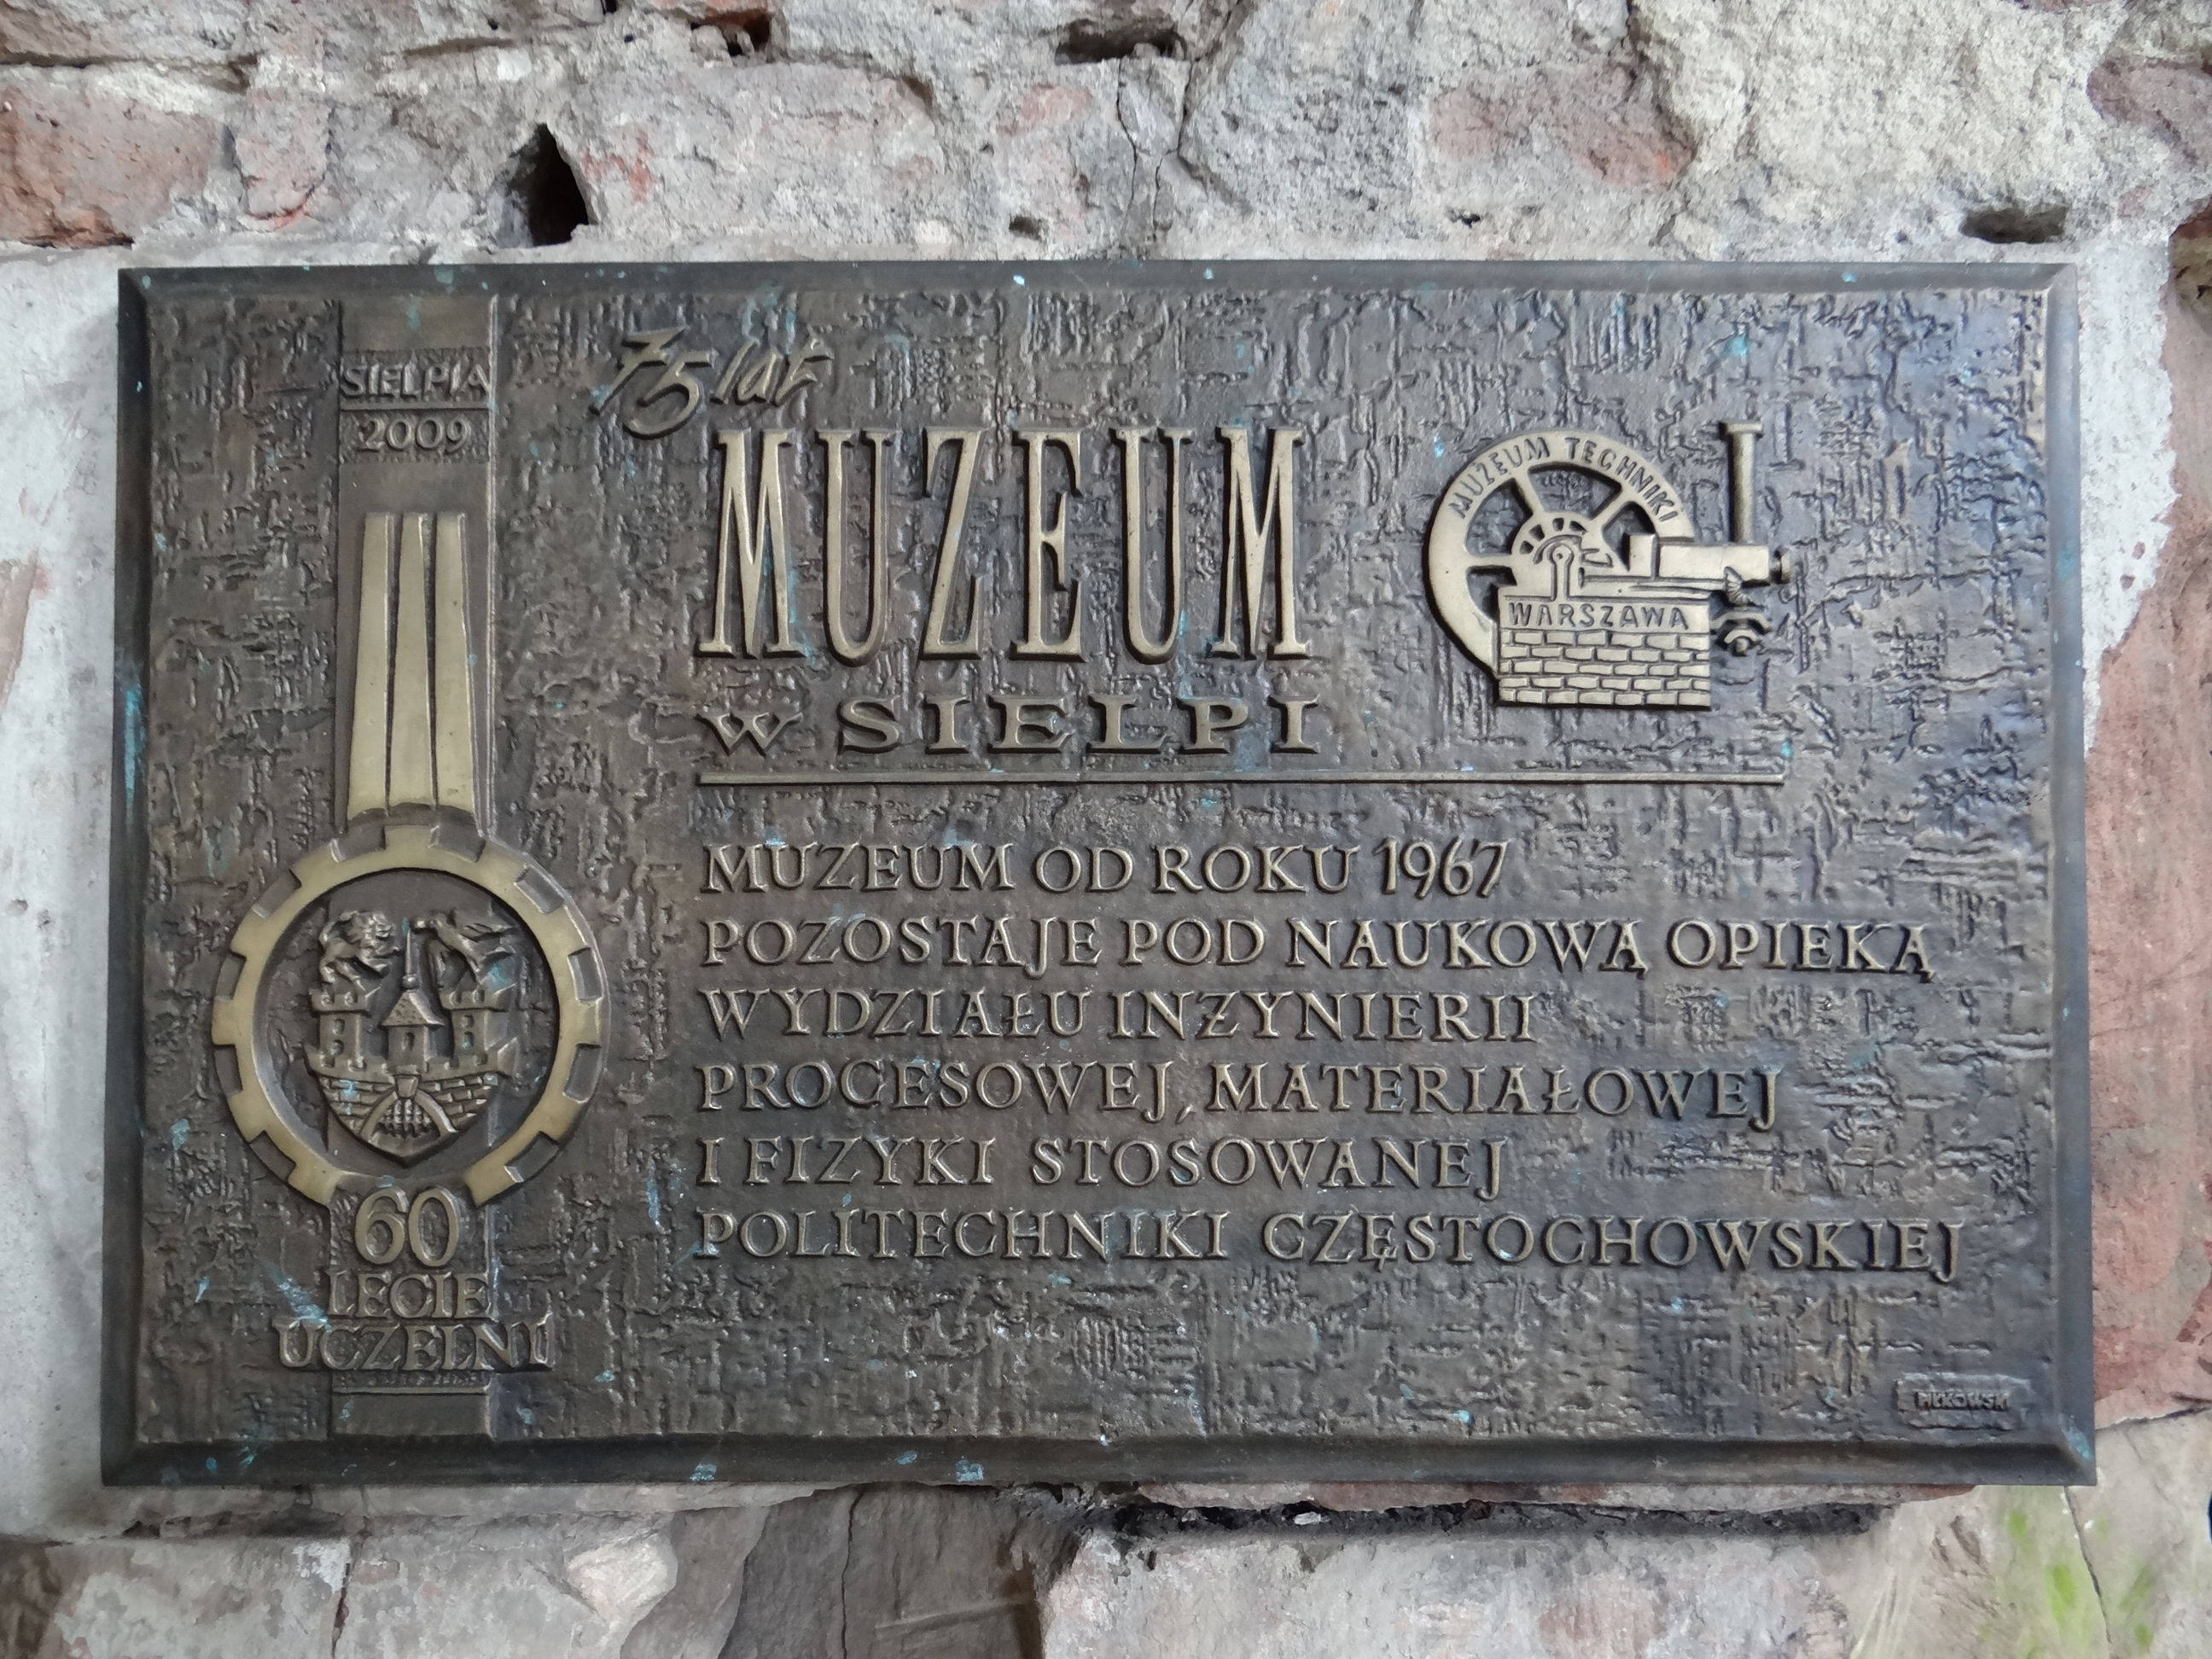 SIELPIA
2009
75 lat
MUZEUM
w SIELPI
MUZEUM TECHNIKI
WARSZAWA
MUZEUM OD ROKU 1967
POZOSTAJE POD NAUKOWĄ OPIEKĄ
WYDZIAŁU INŻYNIERII
PROCESOWEJ, MATERIAŁOWEJ
I FIZYKI STOSOWANEJ
POLITECHNIKI CZĘSTOCHOWSKIEJ
60
LECIE
UCZELNI